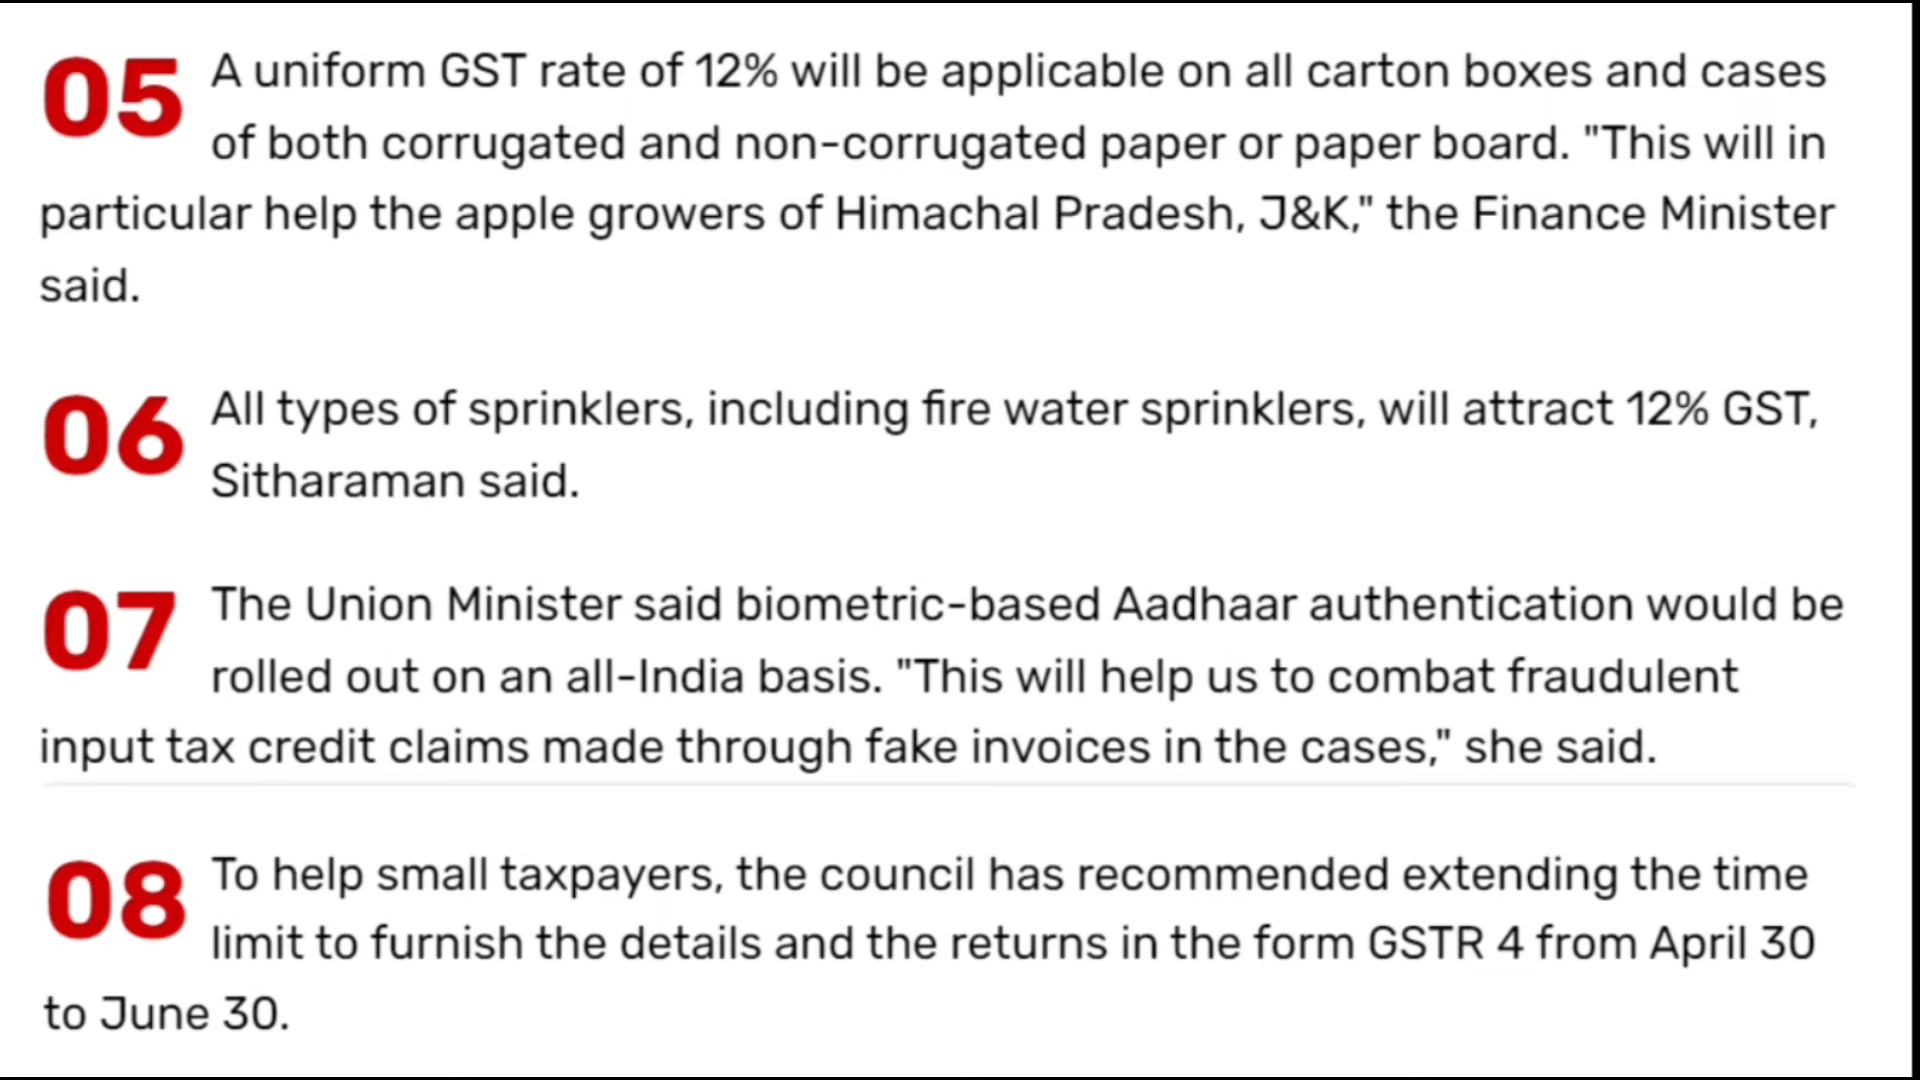 05 A uniform GST rate of 12% will be applicable on all carton boxes and cases
of both corrugated and non-corrugated paper or paper board. "This will in
particular help the apple growers of Himachal Pradesh, J&K," the Finance Minister
said.
06 All types of sprinklers, including fire water sprinklers, will attract 12% GST,
Sitharaman said.
07 The Union Minister said biometric-based Aadhaar authentication would be
rolled out on an all-India basis. "This will help us to combat fraudulent
input tax credit claims made through fake invoices in the cases," she said.
08 To help small taxpayers, the council has recommended extending the time
limit to furnish the details and the returns in the form GSTR 4 from April 30
to June 30.